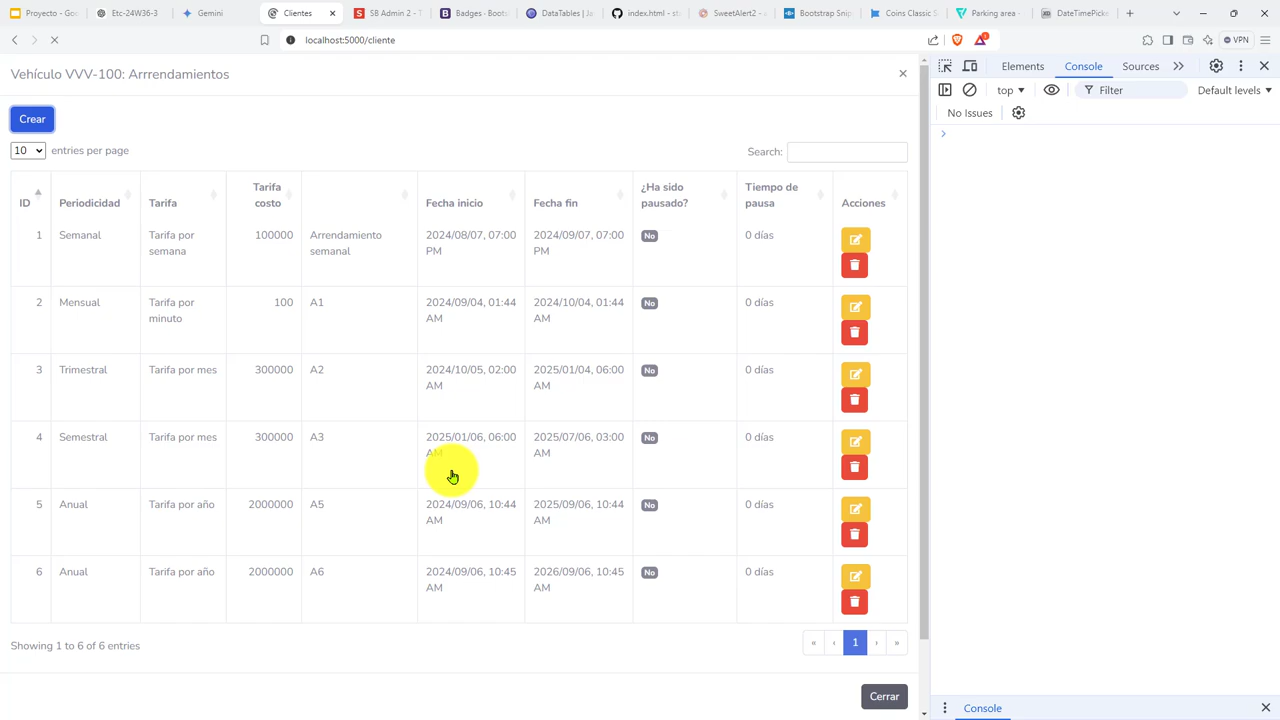 Proyecto - Goo
Etc-24W36-3
Gemini
Clientes
SB Admin 2 - T
Badges - Boots
DataTables | Ja
index.html - sta
SweetAlert2 - a
Bootstrap Snip
Coins Classic S
Parking area -
DateTimePicke
localhost:5000/cliente
VPN
Vehículo VVV-100: Arrrendamientos
Elements
Console
Sources
top
Filter
Default levels
No Issues
Crear
10 entries per page
Search:
ID Periodicidad Tarifa Tarifa costo Fecha inicio Fecha fin ¿Ha sido pausado? Tiempo de pausa Acciones
1 Semanal Tarifa por semana 100000 Arrendamiento semanal 2024/08/07, 07:00 PM 2024/09/07, 07:00 PM No 0 días
2 Mensual Tarifa por minuto 100 A1 2024/09/04, 01:44 AM 2024/10/04, 01:44 AM No 0 días
3 Trimestral Tarifa por mes 300000 A2 2024/10/05, 02:00 AM 2025/01/04, 06:00 AM No 0 días
4 Semestral Tarifa por mes 300000 A3 2025/01/06, 06:00 AM 2025/07/06, 03:00 AM No 0 días
5 Anual Tarifa por año 2000000 A5 2024/09/06, 10:44 AM 2025/09/06, 10:44 AM No 0 días
6 Anual Tarifa por año 2000000 A6 2024/09/06, 10:45 AM 2026/09/06, 10:45 AM No 0 días
Showing 1 to 6 of 6 entries
« ‹ 1 › »
Cerrar
Console